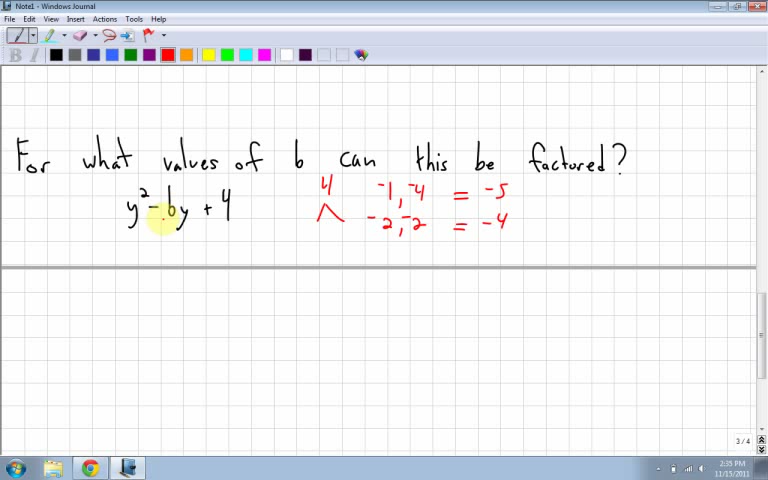 Note1 - Windows Journal
File Edit View Insert Actions Tools Help
B I
For what values of b can this be factored?
y² - by + 4
4
-1, -4 = -5
-2, -2 = -4
3 / 4
2:35 PM
11/15/2011